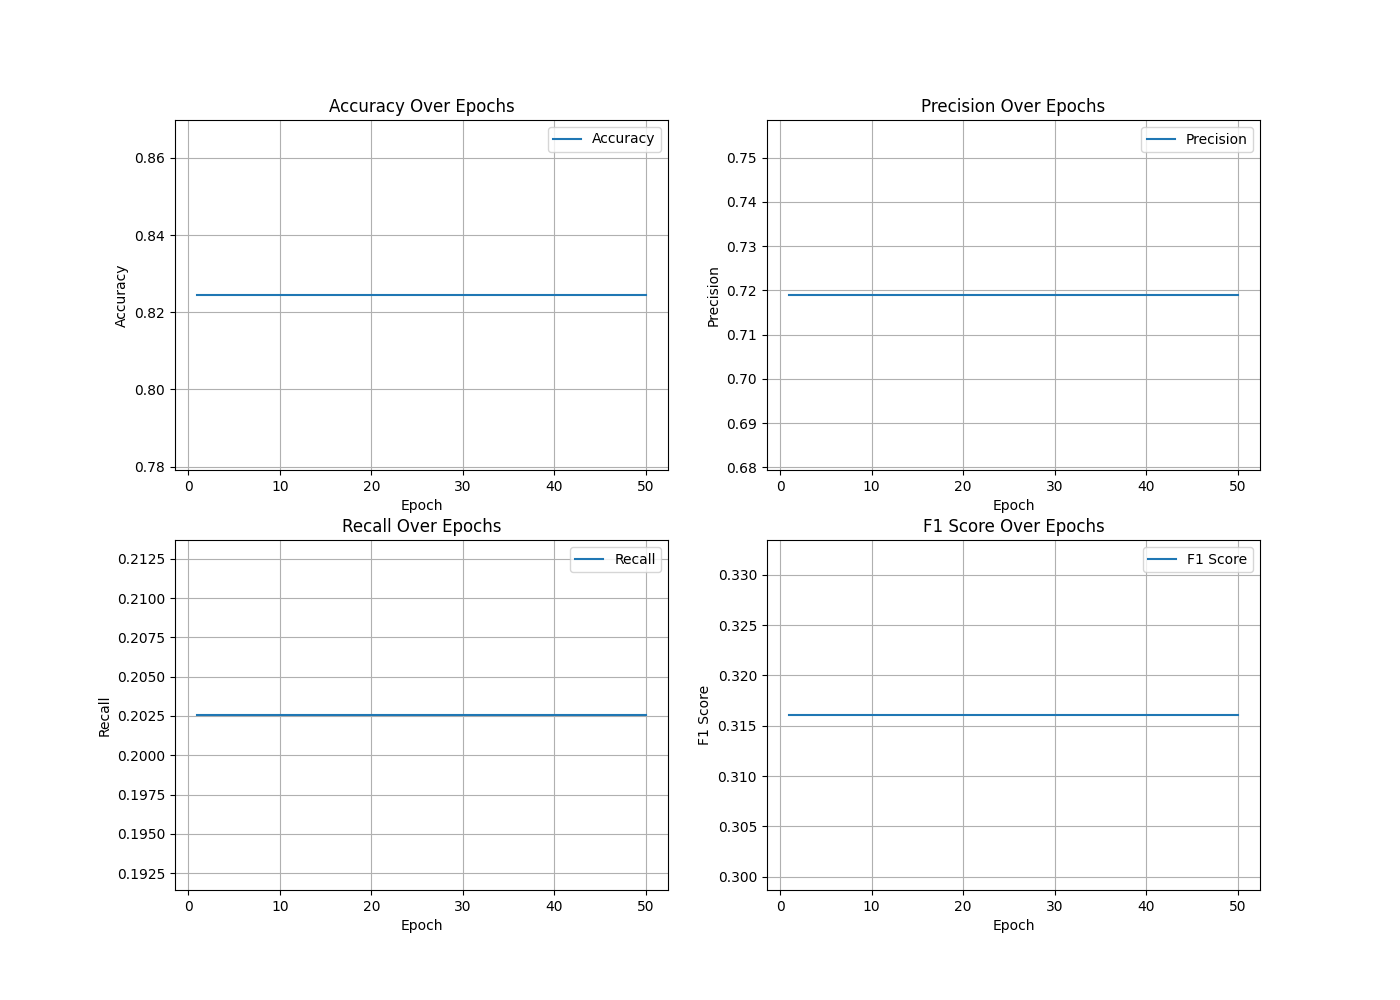 Accuracy Over Epochs
Accuracy
0.86
0.84
0.82
0.80
0.78
Accuracy
0 10 20 30 40 50
Epoch
Precision Over Epochs
Precision
0.75
0.74
0.73
0.72
0.71
0.70
0.69
0.68
Precision
0 10 20 30 40 50
Epoch
Recall Over Epochs
Recall
0.2125
0.2100
0.2075
0.2050
0.2025
0.2000
0.1975
0.1950
0.1925
Recall
0 10 20 30 40 50
Epoch
F1 Score Over Epochs
F1 Score
0.330
0.325
0.320
0.315
0.310
0.305
0.300
F1 Score
0 10 20 30 40 50
Epoch